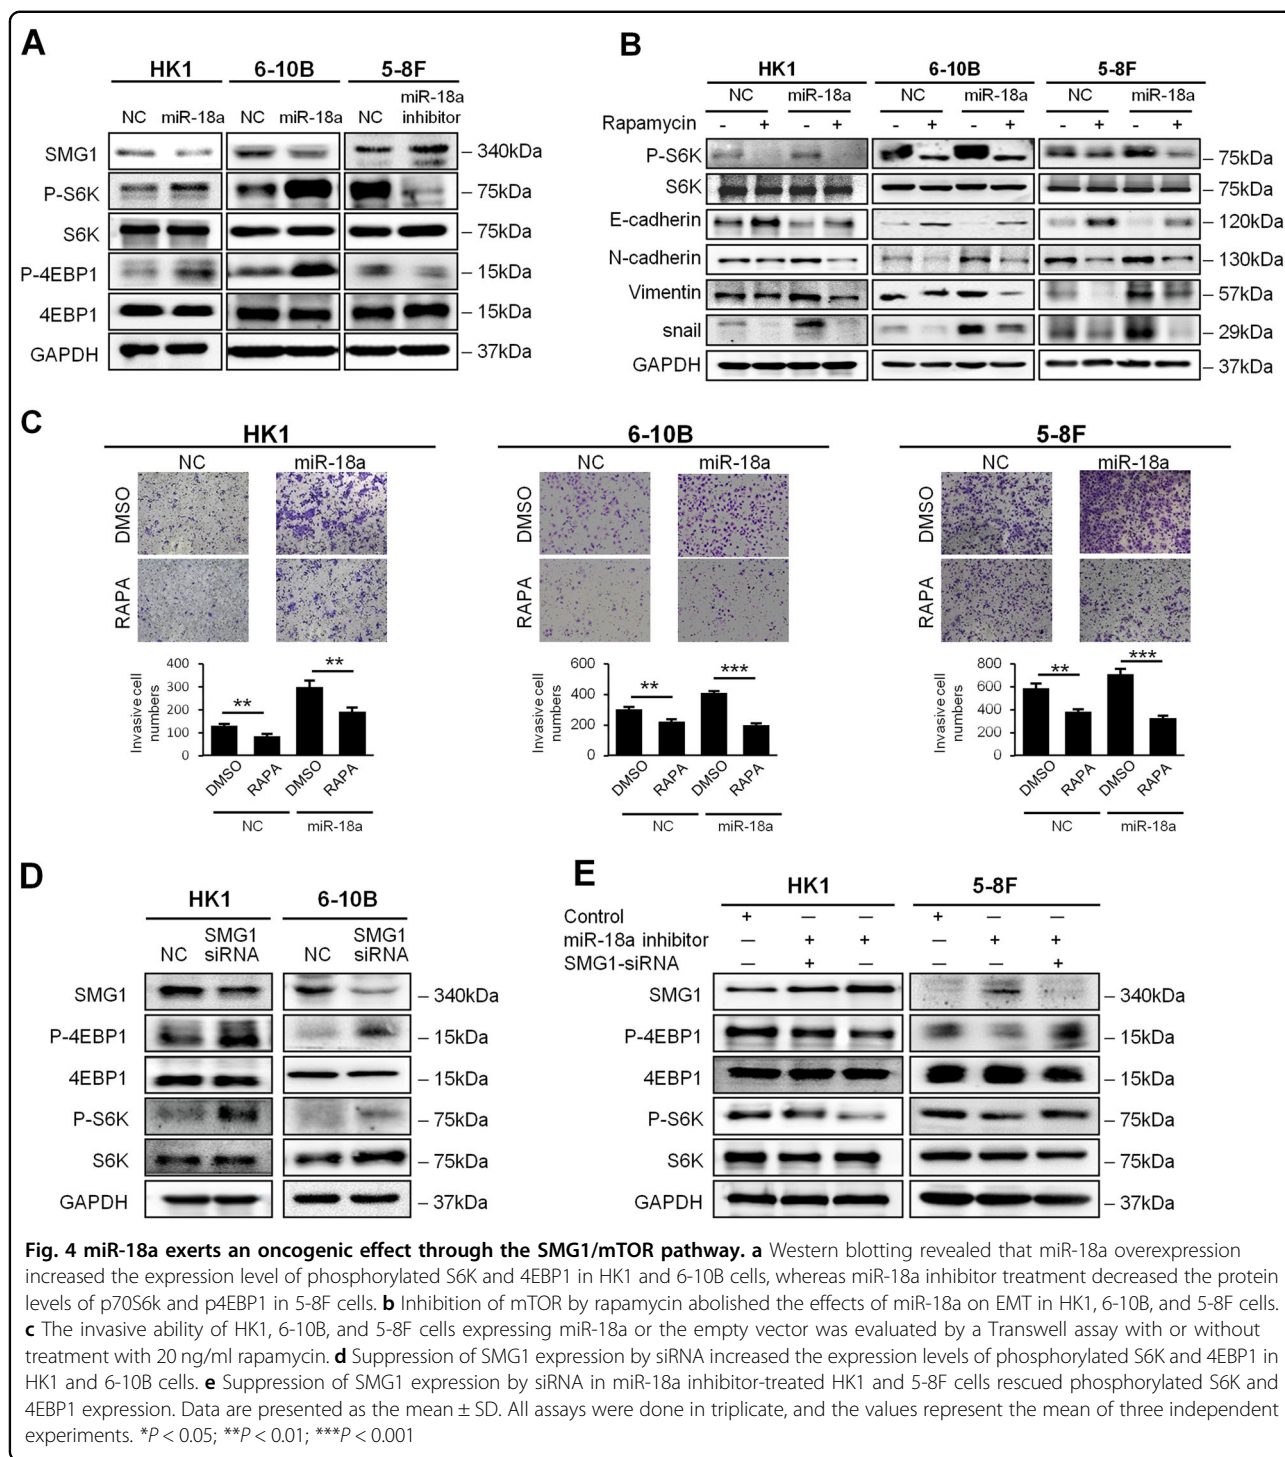 A
HK1 6-10B 5-8F
NC miR-18a NC miR-18a NC miR-18a inhibitor
SMG1 – 340kDa
P-S6K – 75kDa
S6K – 75kDa
P-4EBP1 – 15kDa
4EBP1 – 15kDa
GAPDH – 37kDa
B
HK1 6-10B 5-8F
NC miR-18a NC miR-18a NC miR-18a
Rapamycin - + - + - + - + - + - +
P-S6K – 75kDa
S6K – 75kDa
E-cadherin – 120kDa
N-cadherin – 130kDa
Vimentin – 57kDa
snail – 29kDa
GAPDH – 37kDa
C
HK1 6-10B 5-8F
NC miR-18a NC miR-18a NC miR-18a
DMSO DMSO DMSO
RAPA RAPA RAPA
Invasive cell numbers
400
300
200
100
0
** **
DMSO RAPA DMSO RAPA
NC miR-18a
Invasive cell numbers
600
400
200
0
** ***
DMSO RAPA DMSO RAPA
NC miR-18a
Invasive cell numbers
800
600
400
200
0
** ***
DMSO RAPA DMSO RAPA
NC miR-18a
D
HK1 6-10B
NC SMG1 siRNA NC SMG1 siRNA
SMG1 – 340kDa
P-4EBP1 – 15kDa
4EBP1 – 15kDa
P-S6K – 75kDa
S6K – 75kDa
GAPDH – 37kDa
E
HK1 5-8F
Control + — — + — —
miR-18a inhibitor — + + — + +
SMG1-siRNA — + — — — +
SMG1 – 340kDa
P-4EBP1 – 15kDa
4EBP1 – 15kDa
P-S6K – 75kDa
S6K – 75kDa
GAPDH – 37kDa
Fig. 4 miR-18a exerts an oncogenic effect through the SMG1/mTOR pathway. a Western blotting revealed that miR-18a overexpression
increased the expression level of phosphorylated S6K and 4EBP1 in HK1 and 6-10B cells, whereas miR-18a inhibitor treatment decreased the protein
levels of p70S6k and p4EBP1 in 5-8F cells. b Inhibition of mTOR by rapamycin abolished the effects of miR-18a on EMT in HK1, 6-10B, and 5-8F cells.
c The invasive ability of HK1, 6-10B, and 5-8F cells expressing miR-18a or the empty vector was evaluated by a Transwell assay with or without
treatment with 20 ng/ml rapamycin. d Suppression of SMG1 expression by siRNA increased the expression levels of phosphorylated S6K and 4EBP1 in
HK1 and 6-10B cells. e Suppression of SMG1 expression by siRNA in miR-18a inhibitor-treated HK1 and 5-8F cells rescued phosphorylated S6K and
4EBP1 expression. Data are presented as the mean ± SD. All assays were done in triplicate, and the values represent the mean of three independent
experiments. *P < 0.05; **P < 0.01; ***P < 0.001